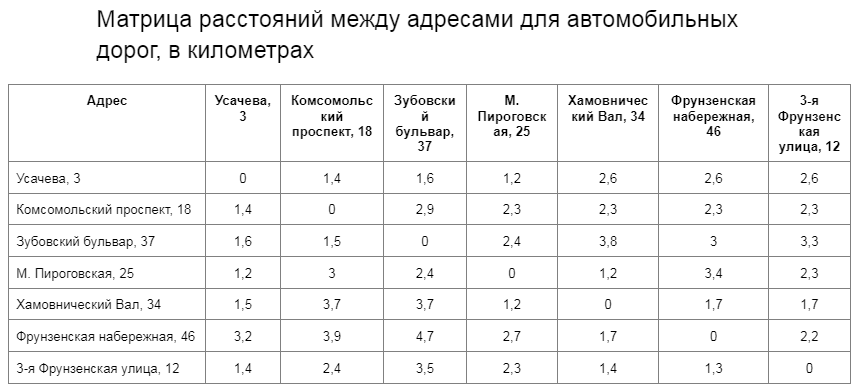 Матрица расстояний между адресами для автомобильных
дорог, в километрах
Адрес Усачева, 3 Комсомольский проспект, 18 Зубовский бульвар, 37 М. Пироговская, 25 Хамовнический Вал, 34 Фрунзенская набережная, 46 3-я Фрунзенская улица, 12
Усачева, 3 0 1,4 1,6 1,2 2,6 2,6 2,6
Комсомольский проспект, 18 1,4 0 2,9 2,3 2,3 2,3 2,3
Зубовский бульвар, 37 1,6 1,5 0 2,4 3,8 3 3,3
М. Пироговская, 25 1,2 3 2,4 0 1,2 3,4 2,3
Хамовнический Вал, 34 1,5 3,7 3,7 1,2 0 1,7 1,7
Фрунзенская набережная, 46 3,2 3,9 4,7 2,7 1,7 0 2,2
3-я Фрунзенская улица, 12 1,4 2,4 3,5 2,3 1,4 1,3 0